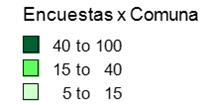 Encuestas x Comuna
40 to 100
15 to 40
5 to 15